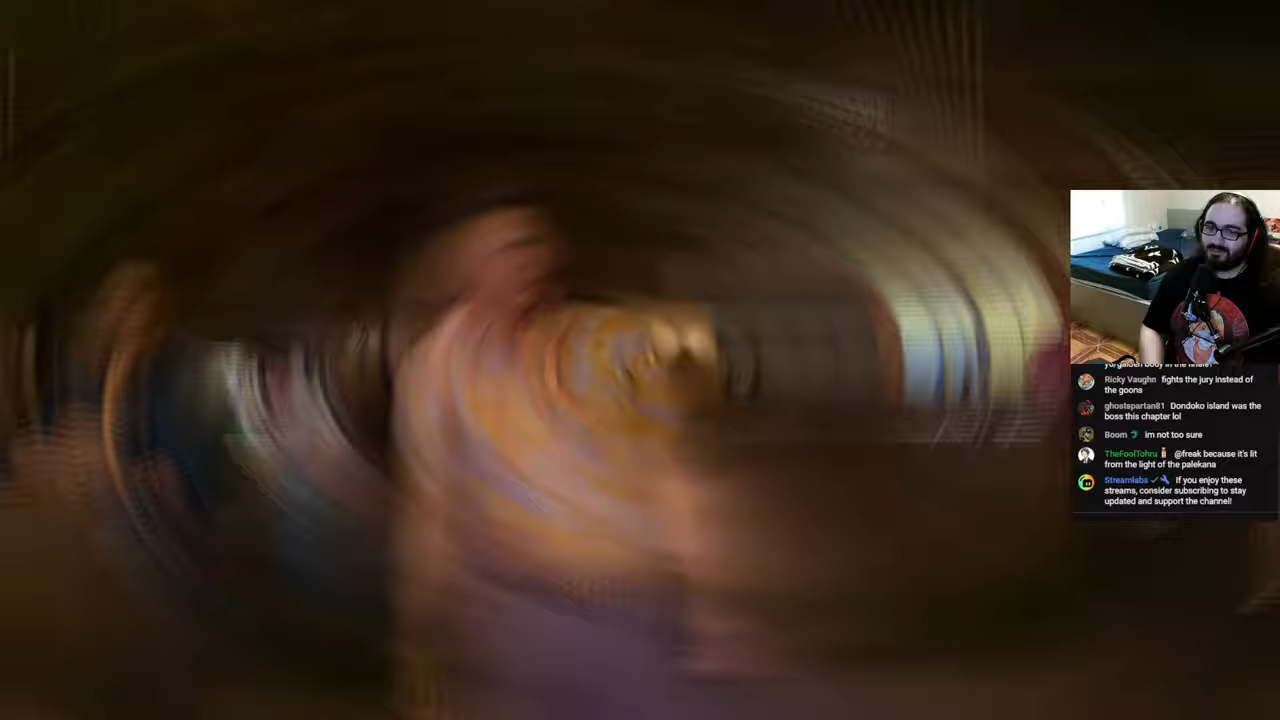 Ricky Vaughn fights the jury instead of
the goons
ghostspartan81 Dondoko island was the
boss this chapter lol
Boom im not too sure
TheFoolTohru @freak because it's lit
from the light of the palekana
Streamlabs If you enjoy these
streams, consider subscribing to stay
updated and support the channel!